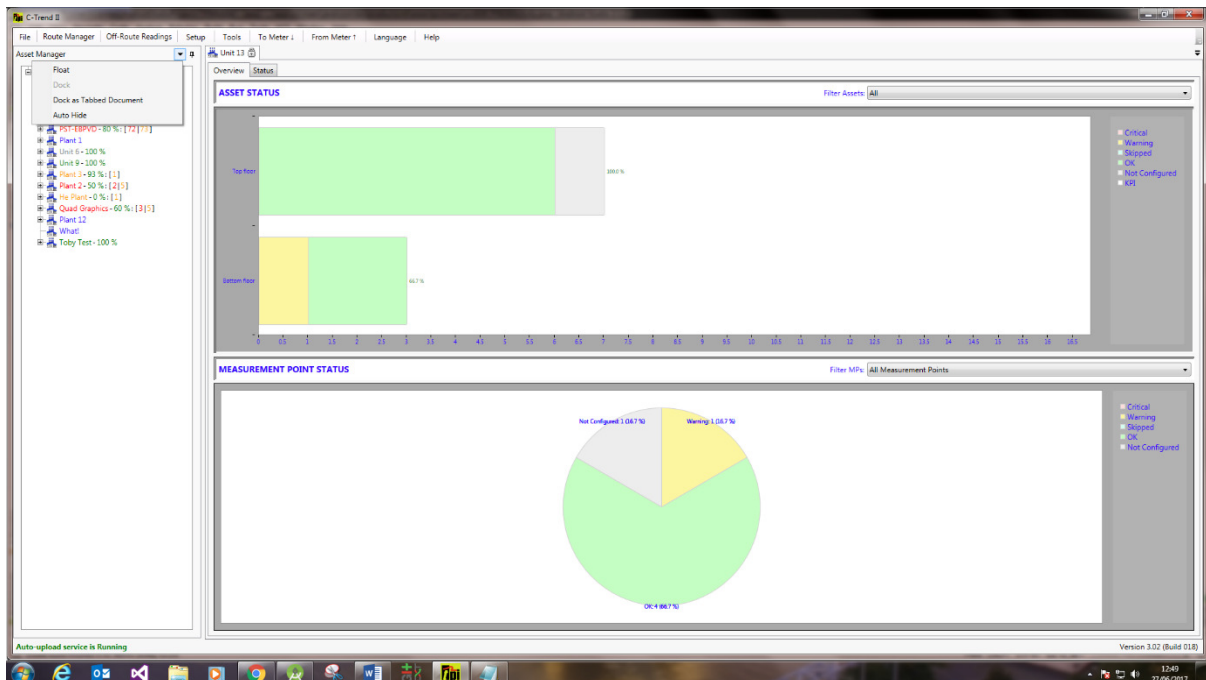 C-Trend II
File Route Manager Off-Route Readings Setup Tools To Meter ↓ From Meter ↑ Language Help
Asset Manager
Float
Dock
Dock as Tabbed Document
Auto Hide
PST-EBPVD - 80 %: [72|73]
Plant 1
Unit 6 - 100 %
Unit 9 - 100 %
Plant 3 - 93 %: [1]
Plant 2 - 50 %: [2|5]
He Plant - 0 %: [1]
Quad Graphics - 60 %: [3|5]
Plant 12
What!
Toby Test - 100 %
Unit 13
Overview Status
ASSET STATUS
Filter Assets: All
Top floor
100.0 %
Bottom floor
66.7 %
0 0.5 1 1.5 2 2.5 3 3.5 4 4.5 5 5.5 6 6.5 7 7.5 8 8.5 9 9.5 10 10.5 11 11.5 12 12.5 13 13.5 14 14.5 15 15.5 16 16.5
Critical
Warning
Skipped
OK
Not Configured
KPI
MEASUREMENT POINT STATUS
Filter MPs: All Measurement Points
Not Configured: 1 (16.7 %)
Warning: 1 (16.7 %)
OK: 4 (66.7 %)
Critical
Warning
Skipped
OK
Not Configured
Auto-upload service is Running
Version 3.02 (Build 018)
12:49
27/06/2017